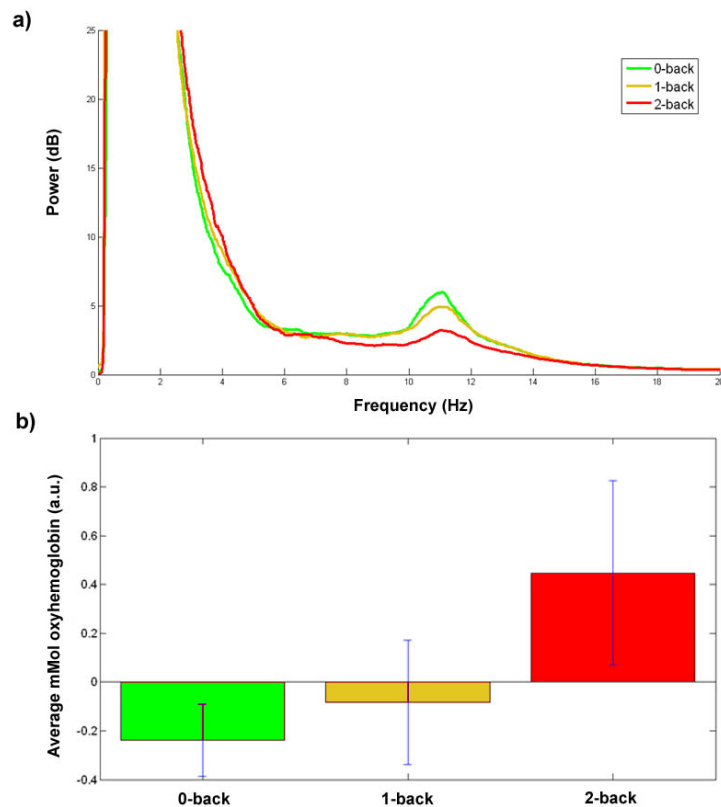 a)
25
20
15
10
5
0
Power (dB)
0-back
1-back
2-back
0 2 4 6 8 10 12 14 16 18 20
Frequency (Hz)
b)
1
0.8
0.6
0.4
0.2
0
-0.2
-0.4
Average mMol oxyhemoglobin (a.u.)
0-back 1-back 2-back